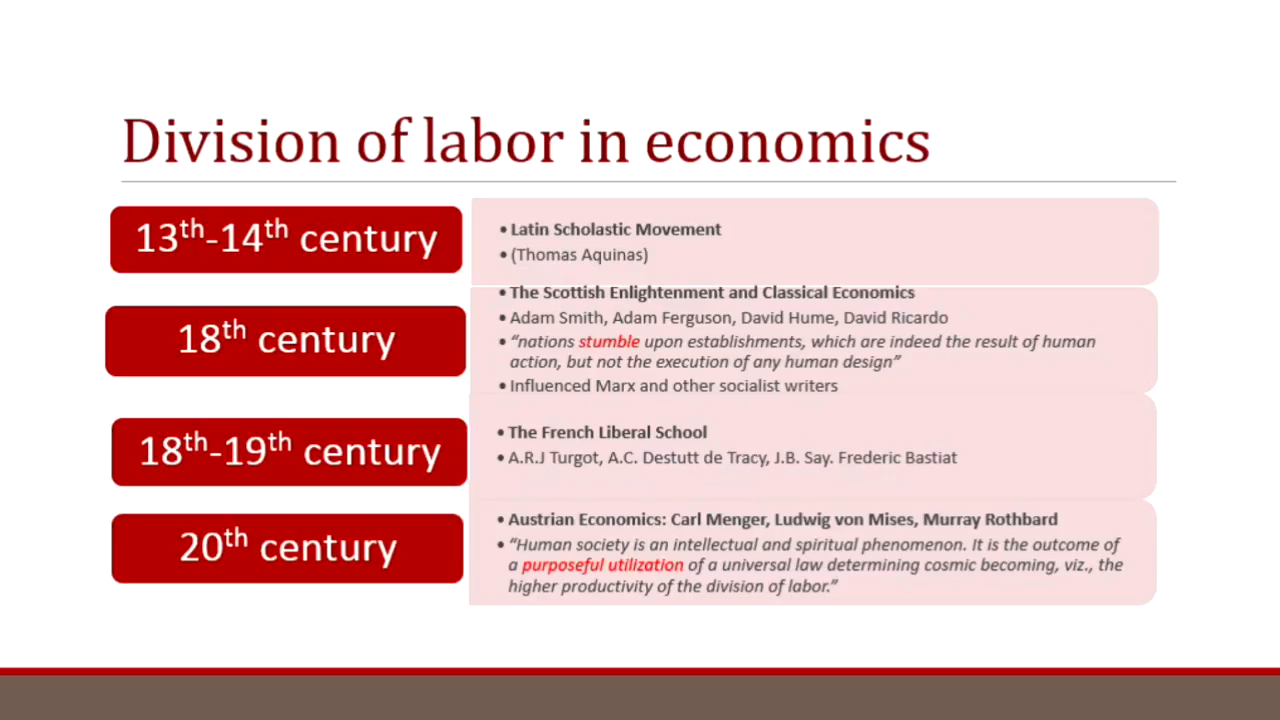 Division of labor in economics
13th-14th century
• Latin Scholastic Movement
• (Thomas Aquinas)
18th century
• The Scottish Enlightenment and Classical Economics
• Adam Smith, Adam Ferguson, David Hume, David Ricardo
• “nations stumble upon establishments, which are indeed the result of human
action, but not the execution of any human design”
• Influenced Marx and other socialist writers
18th-19th century
• The French Liberal School
• A.R.J Turgot, A.C. Destutt de Tracy, J.B. Say. Frederic Bastiat
20th century
• Austrian Economics: Carl Menger, Ludwig von Mises, Murray Rothbard
• “Human society is an intellectual and spiritual phenomenon. It is the outcome of
a purposeful utilization of a universal law determining cosmic becoming, viz., the
higher productivity of the division of labor.”